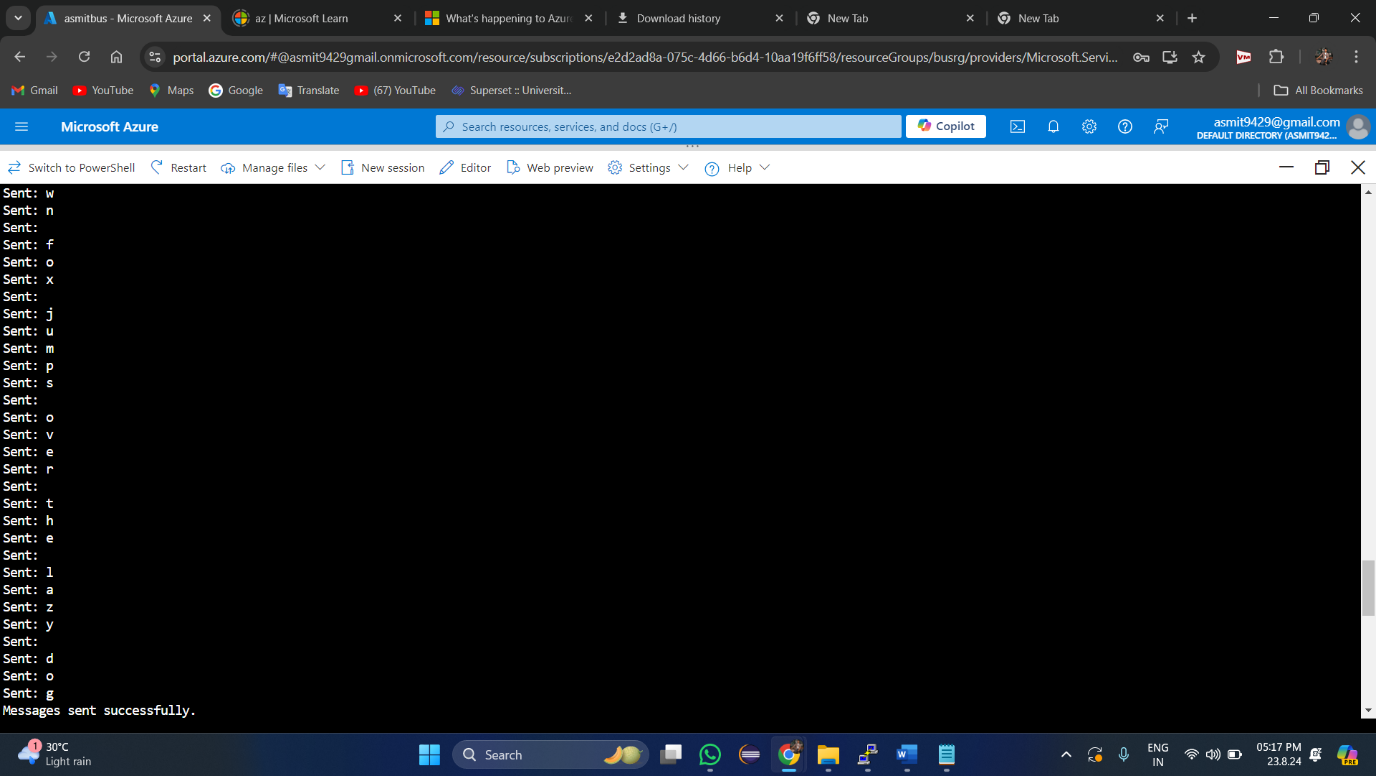 asmitbus - Microsoft Azure
az | Microsoft Learn
What's happening to Azur
Download history
New Tab
New Tab
portal.azure.com/#@asmit9429gmail.onmicrosoft.com/resource/subscriptions/e2d2ad8a-075c-4d66-b6d4-10aa19f6ff58/resourceGroups/busrg/providers/Microsoft.Servi...
Gmail
YouTube
Maps
Google
Translate
(67) YouTube
Superset :: Universit...
All Bookmarks
Microsoft Azure
Search resources, services, and docs (G+/)
Copilot
asmit9429@gmail.com
DEFAULT DIRECTORY (ASMIT942...
Switch to PowerShell
Restart
Manage files
New session
Editor
Web preview
Settings
Help
Sent: w
Sent: n
Sent:
Sent: f
Sent: o
Sent: x
Sent:
Sent: j
Sent: u
Sent: m
Sent: p
Sent: s
Sent:
Sent: o
Sent: v
Sent: e
Sent: r
Sent:
Sent: t
Sent: h
Sent: e
Sent:
Sent: l
Sent: a
Sent: z
Sent: y
Sent:
Sent: d
Sent: o
Sent: g
Messages sent successfully.
1
30°C
Light rain
Search
ENG
IN
05:17 PM
23.8.24
PRE